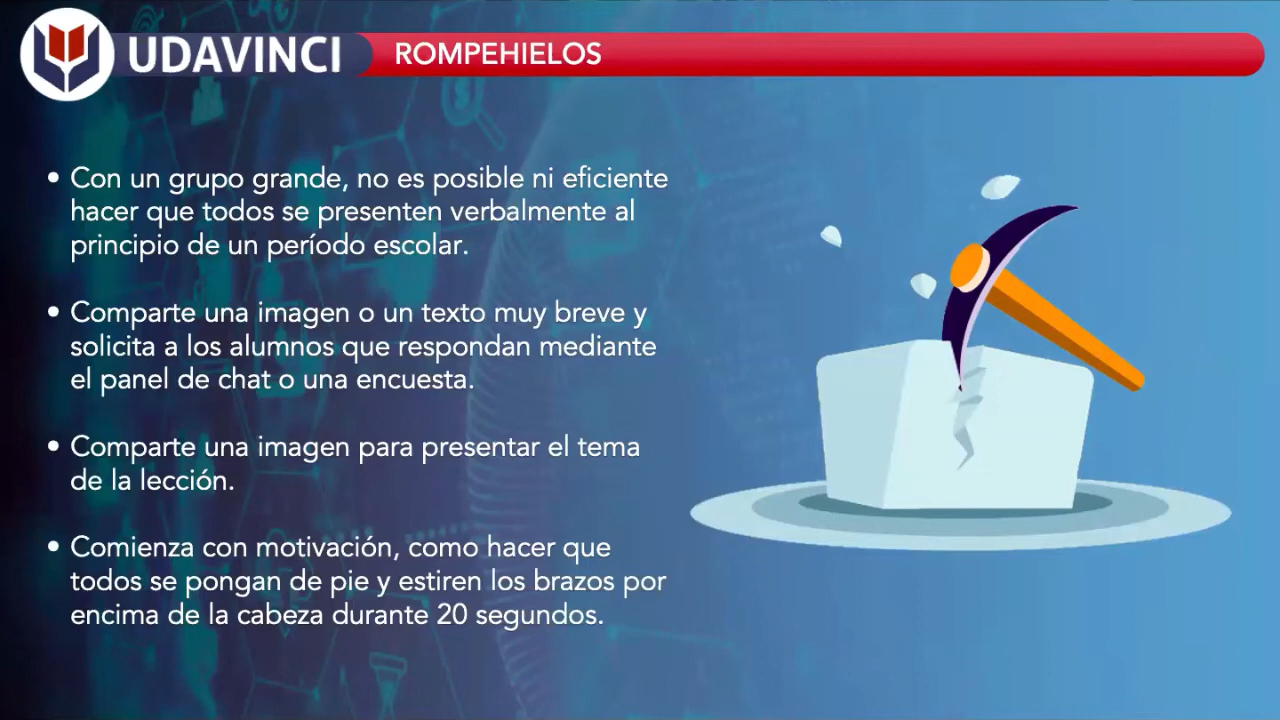 UDAVINCI
ROMPEHIELOS
• Con un grupo grande, no es posible ni eficiente
hacer que todos se presenten verbalmente al
principio de un período escolar.
• Comparte una imagen o un texto muy breve y
solicita a los alumnos que respondan mediante
el panel de chat o una encuesta.
• Comparte una imagen para presentar el tema
de la lección.
• Comienza con motivación, como hacer que
todos se pongan de pie y estiren los brazos por
encima de la cabeza durante 20 segundos.